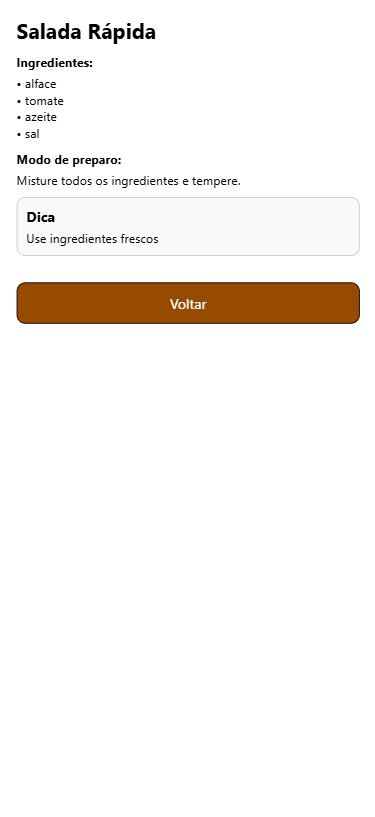 Salada Rápida
Ingredientes:
• alface
• tomate
• azeite
• sal
Modo de preparo:
Misture todos os ingredientes e tempere.
Dica
Use ingredientes frescos
Voltar